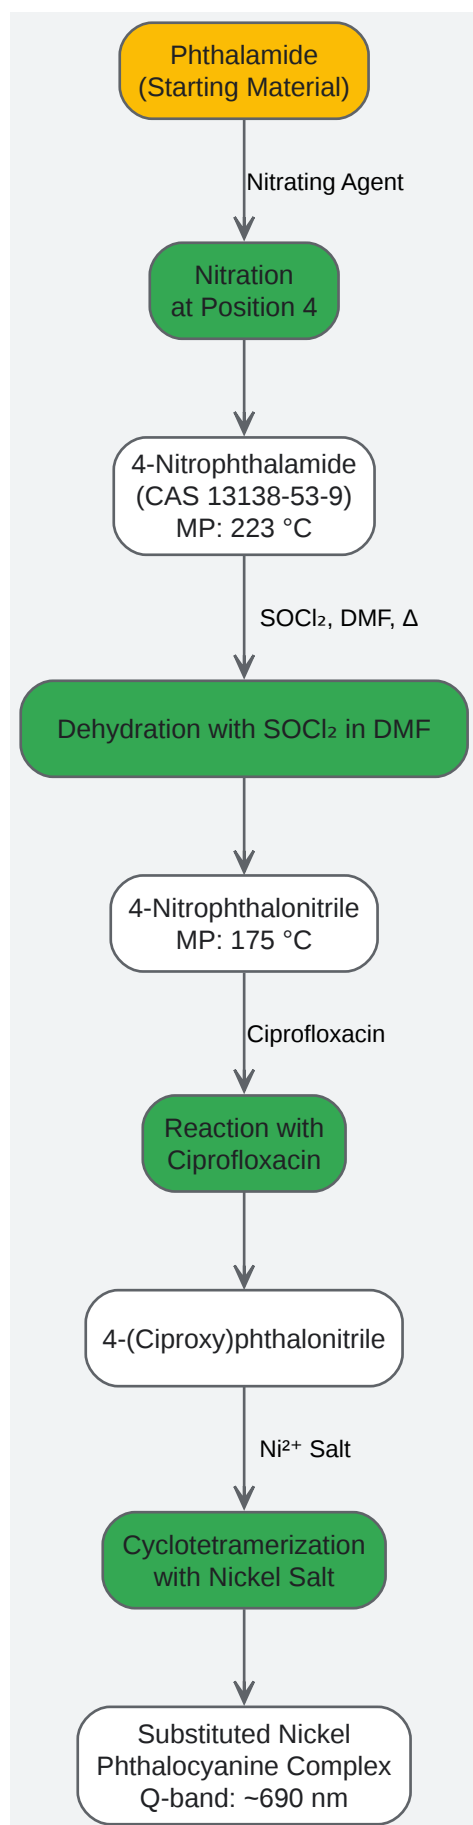 Phthalamide
(Starting Material)
Nitrating Agent
Nitration
at Position 4
4-Nitrophthalamide
(CAS 13138-53-9)
MP: 223 °C
SOCl₂, DMF, Δ
Dehydration with SOCl₂ in DMF
4-Nitrophthalonitrile
MP: 175 °C
Ciprofloxacin
Reaction with
Ciprofloxacin
4-(Ciproxy)phthalonitrile
Ni²⁺ Salt
Cyclotetramerization
with Nickel Salt
Substituted Nickel
Phthalocyanine Complex
Q-band: ~690 nm